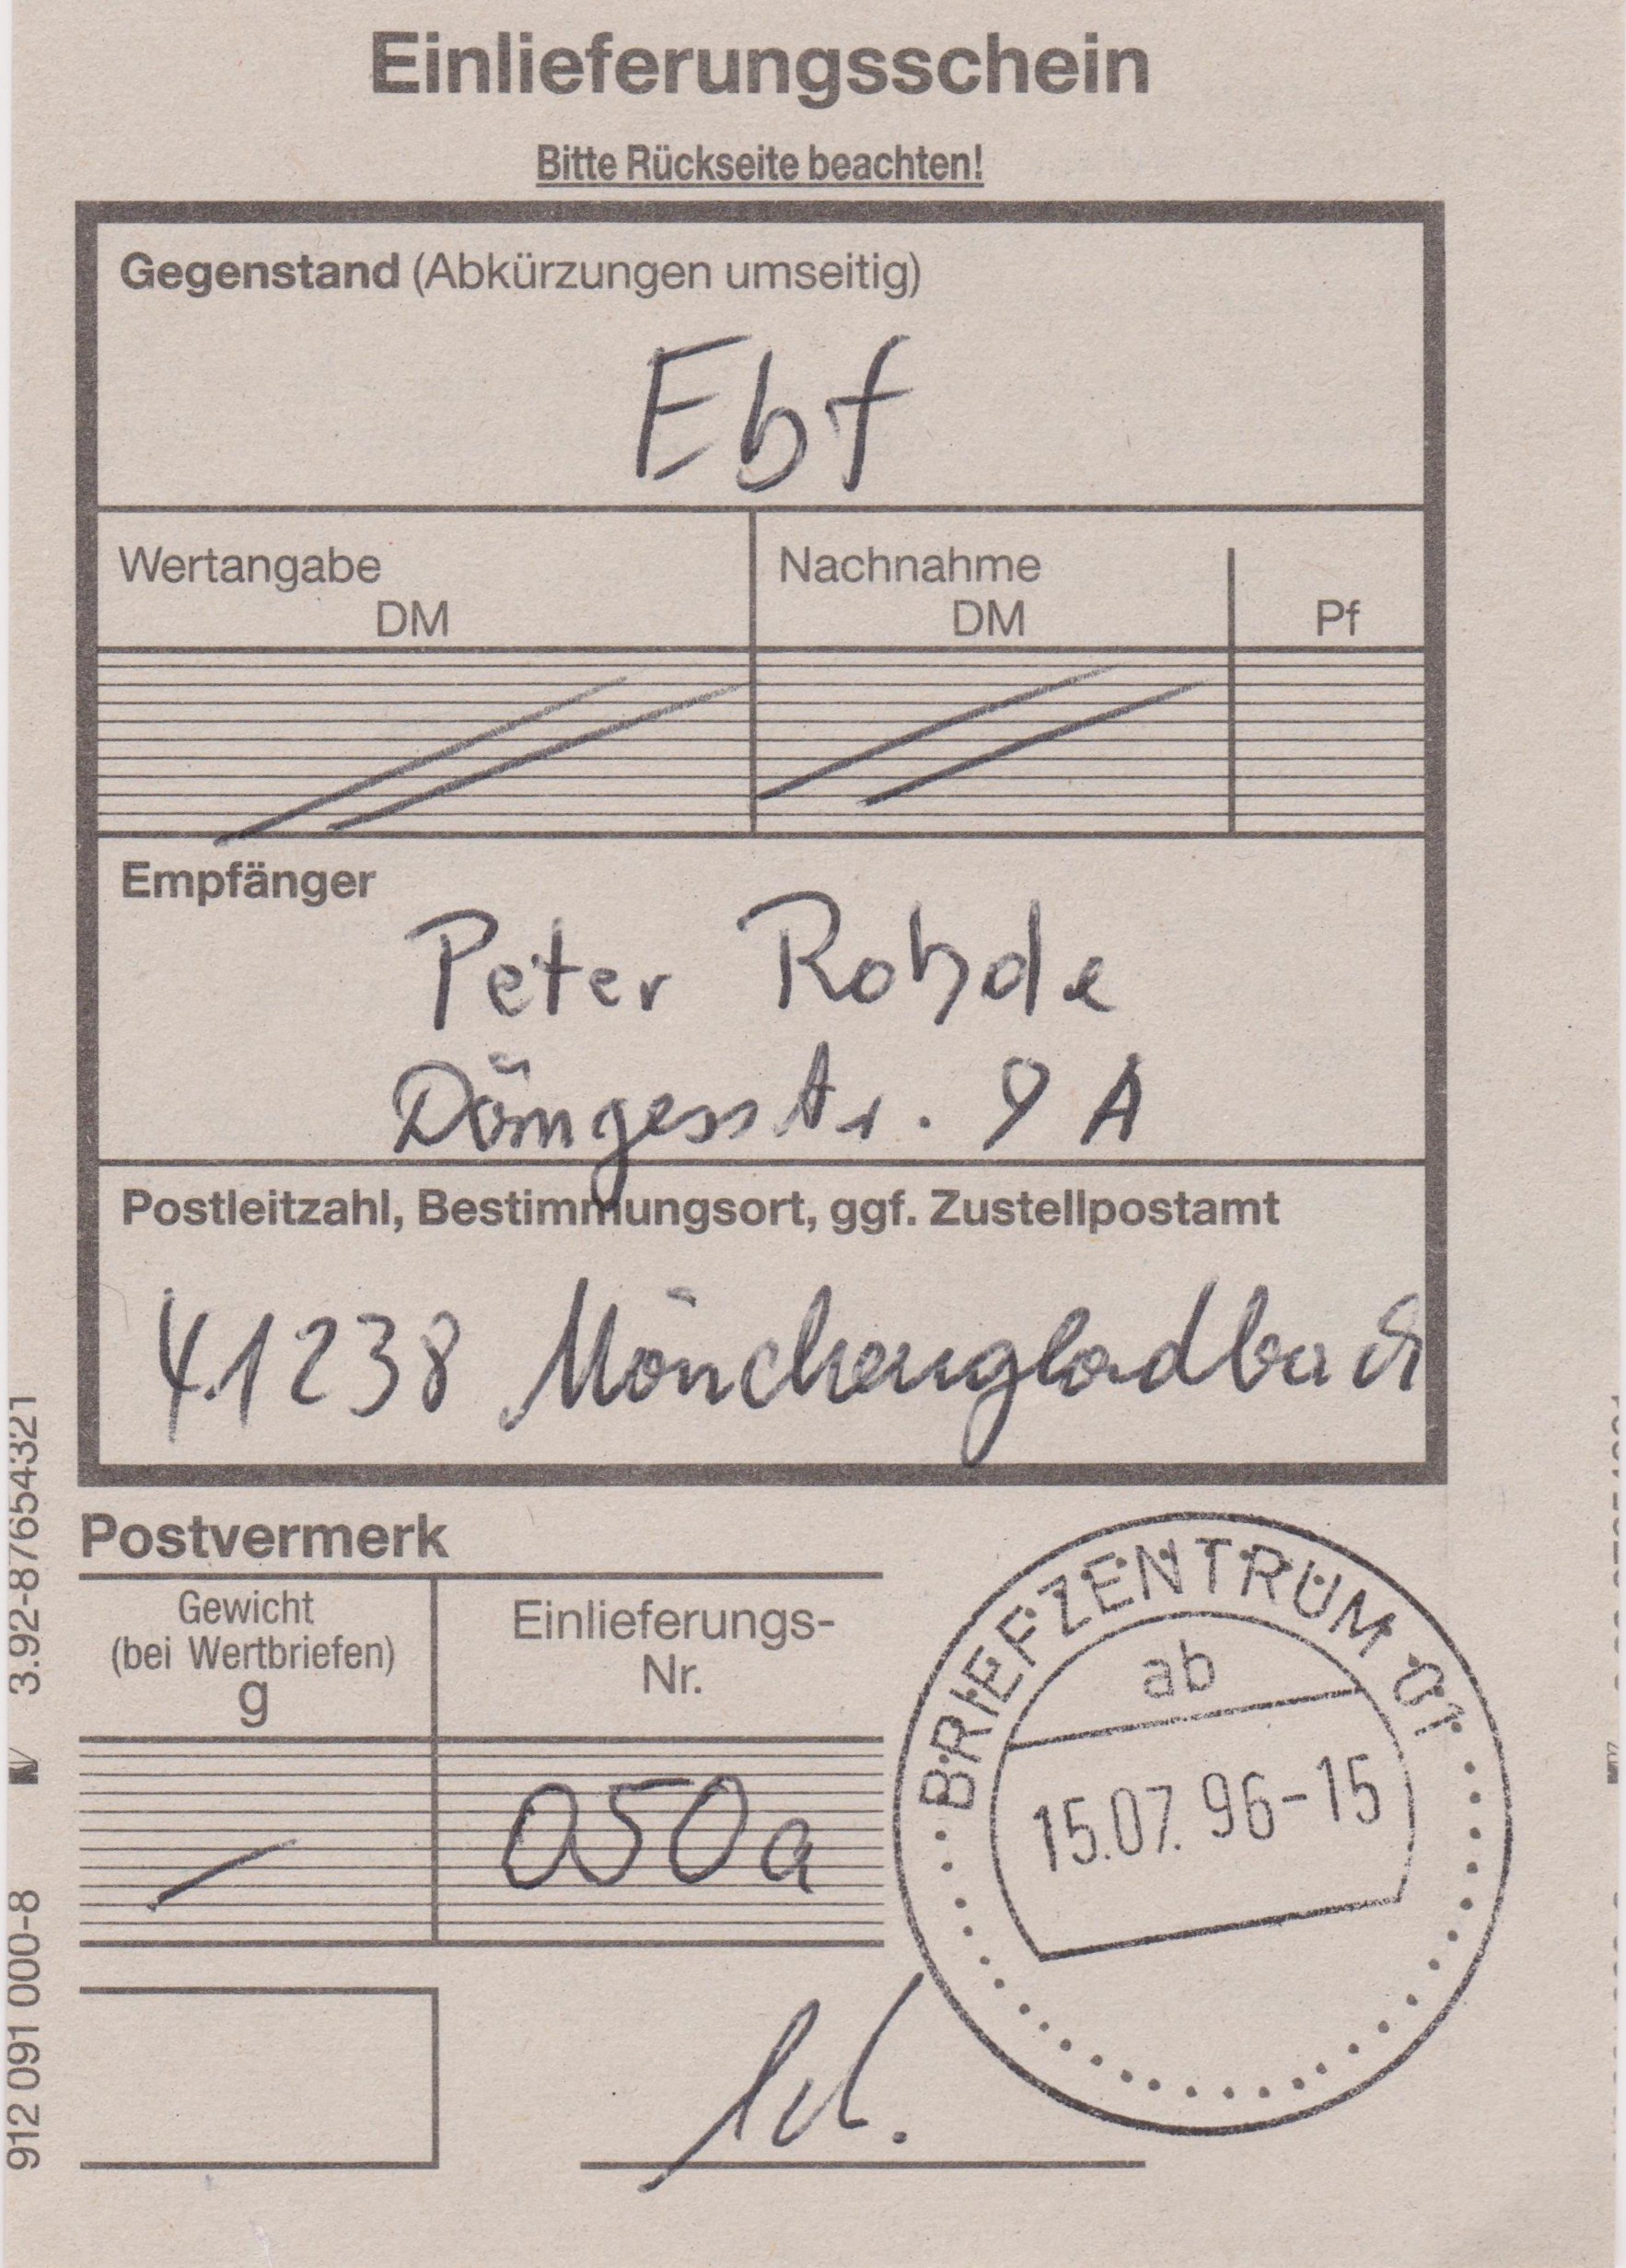 Einlieferungsschein
Bitte Rückseite beachten!
Gegenstand (Abkürzungen umseitig)
Ebf
Wertangabe
DM
Nachnahme
DM
Pf
Empfänger
Peter Rohde
Döngesstr. 9 A
Postleitzahl, Bestimmungsort, ggf. Zustellpostamt
41238 Mönchengladbach
Postvermerk
Gewicht
(bei Wertbriefen)
g
Einlieferungs-
Nr.
050a
BRIEFZENTRUM 01
ab
15.07.96-15
912 091 000-8 3.92-87654321